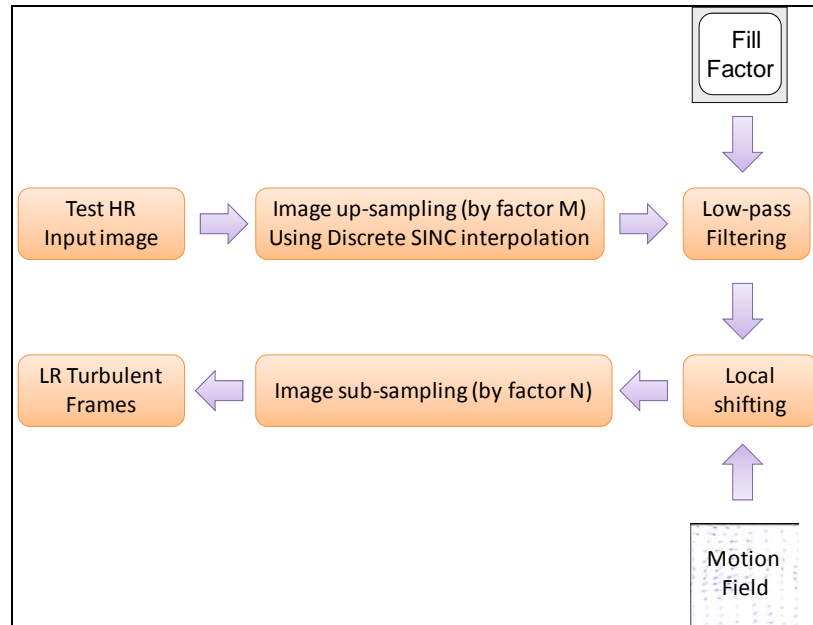 Fill
Factor
Test HR
Input image
Image up-sampling (by factor M)
Using Discrete SINC interpolation
Low-pass
Filtering
LR Turbulent
Frames
Image sub-sampling (by factor N)
Local
shifting
Motion
Field